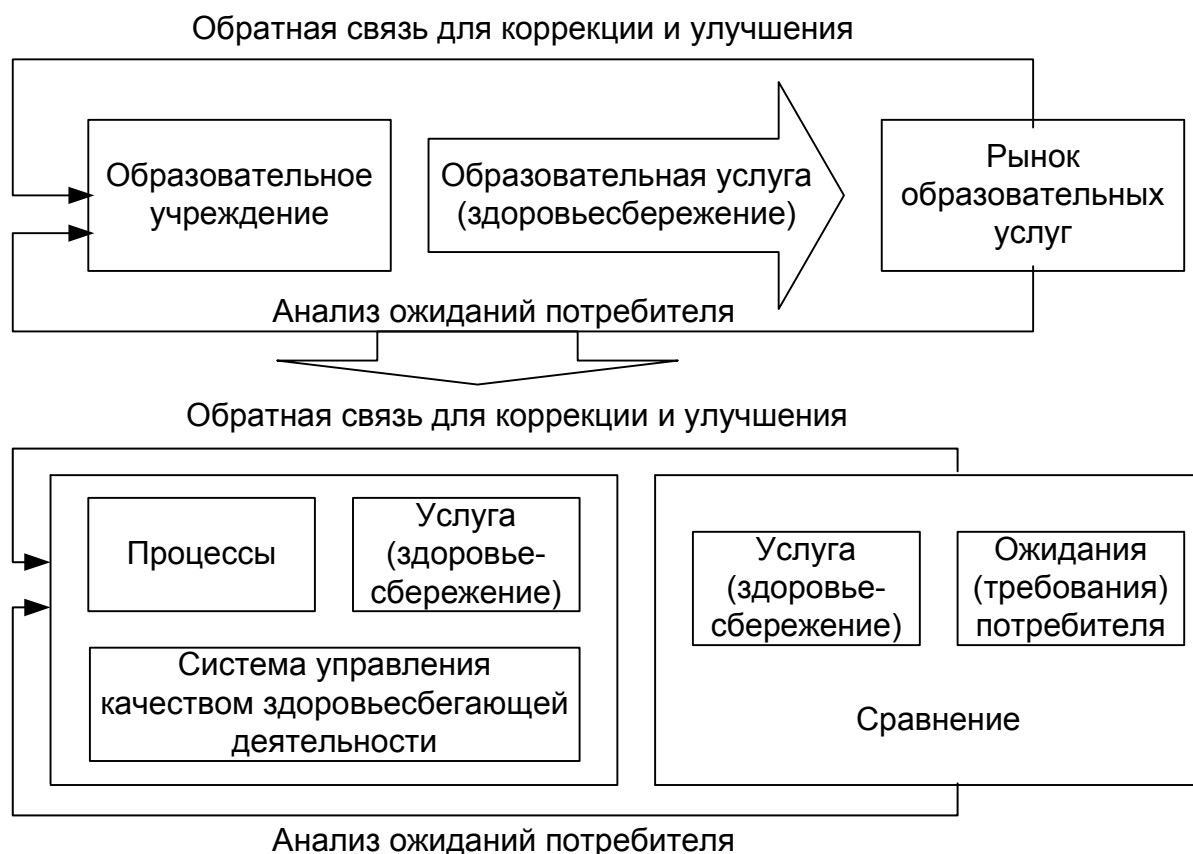 Обратная связь для коррекции и улучшения
Образовательное
учреждение
Образовательная услуга
(здоровьесбережение)
Рынок
образовательных
услуг
Анализ ожиданий потребителя
Обратная связь для коррекции и улучшения
Процессы
Услуга
(здоровье-
сбережение)
Система управления
качеством здоровьесбегающей
деятельности
Услуга
(здоровье-
сбережение)
Ожидания
(требования)
потребителя
Сравнение
Анализ ожиданий потребителя